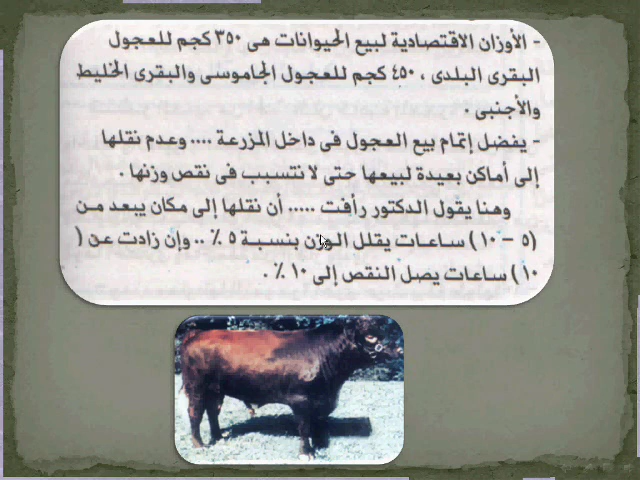 - الأوزان الاقتصادية لبيع الحيوانات هى ٣٥٠ كجم للعجول
البقرى البلدى ، ٤٥٠ كجم للعجول الجاموسى والبقرى الخليط
والأجنبى .
- يفضل إتمام بيع العجول فى داخل المزرعة .... وعدم نقلها
إلى أماكن بعيدة لبيعها حتى لا نتسبب فى نقص وزنها .
وهنا يقول الدكتور رأفت ..... أن نقلها إلى مكان يبعد مـن
(٥ - ١٠ ) ساعات يقلل الوزن بنسبـة ٥ ٪ .. وإن زادت عن (
١٠ ) ساعات يصل النقص إلى ١٠ ٪ .